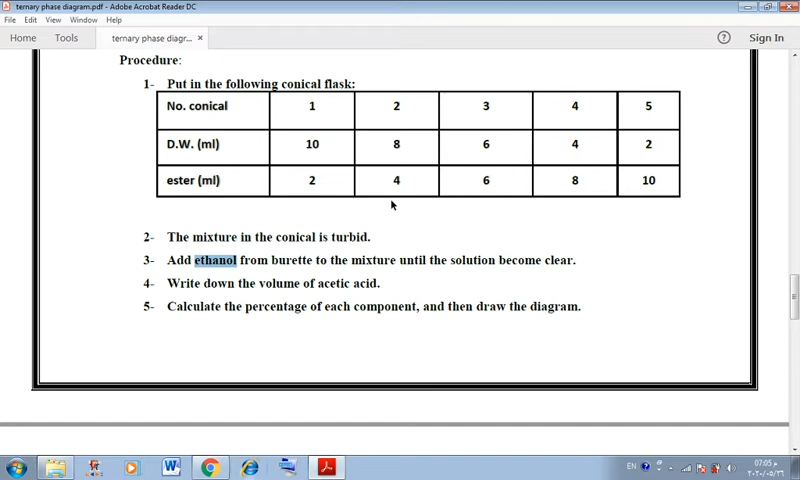 ternary phase diagram.pdf - Adobe Acrobat Reader DC
File Edit View Window Help
Home Tools ternary phase diagr... × Sign In
Procedure:
1- Put in the following conical flask:
No. conical 1 2 3 4 5
D.W. (ml) 10 8 6 4 2
ester (ml) 2 4 6 8 10
2- The mixture in the conical is turbid.
3- Add ethanol from burette to the mixture until the solution become clear.
4- Write down the volume of acetic acid.
5- Calculate the percentage of each component, and then draw the diagram.
EN 07:05 م
٢٠٢٠/٠٥/٢٦